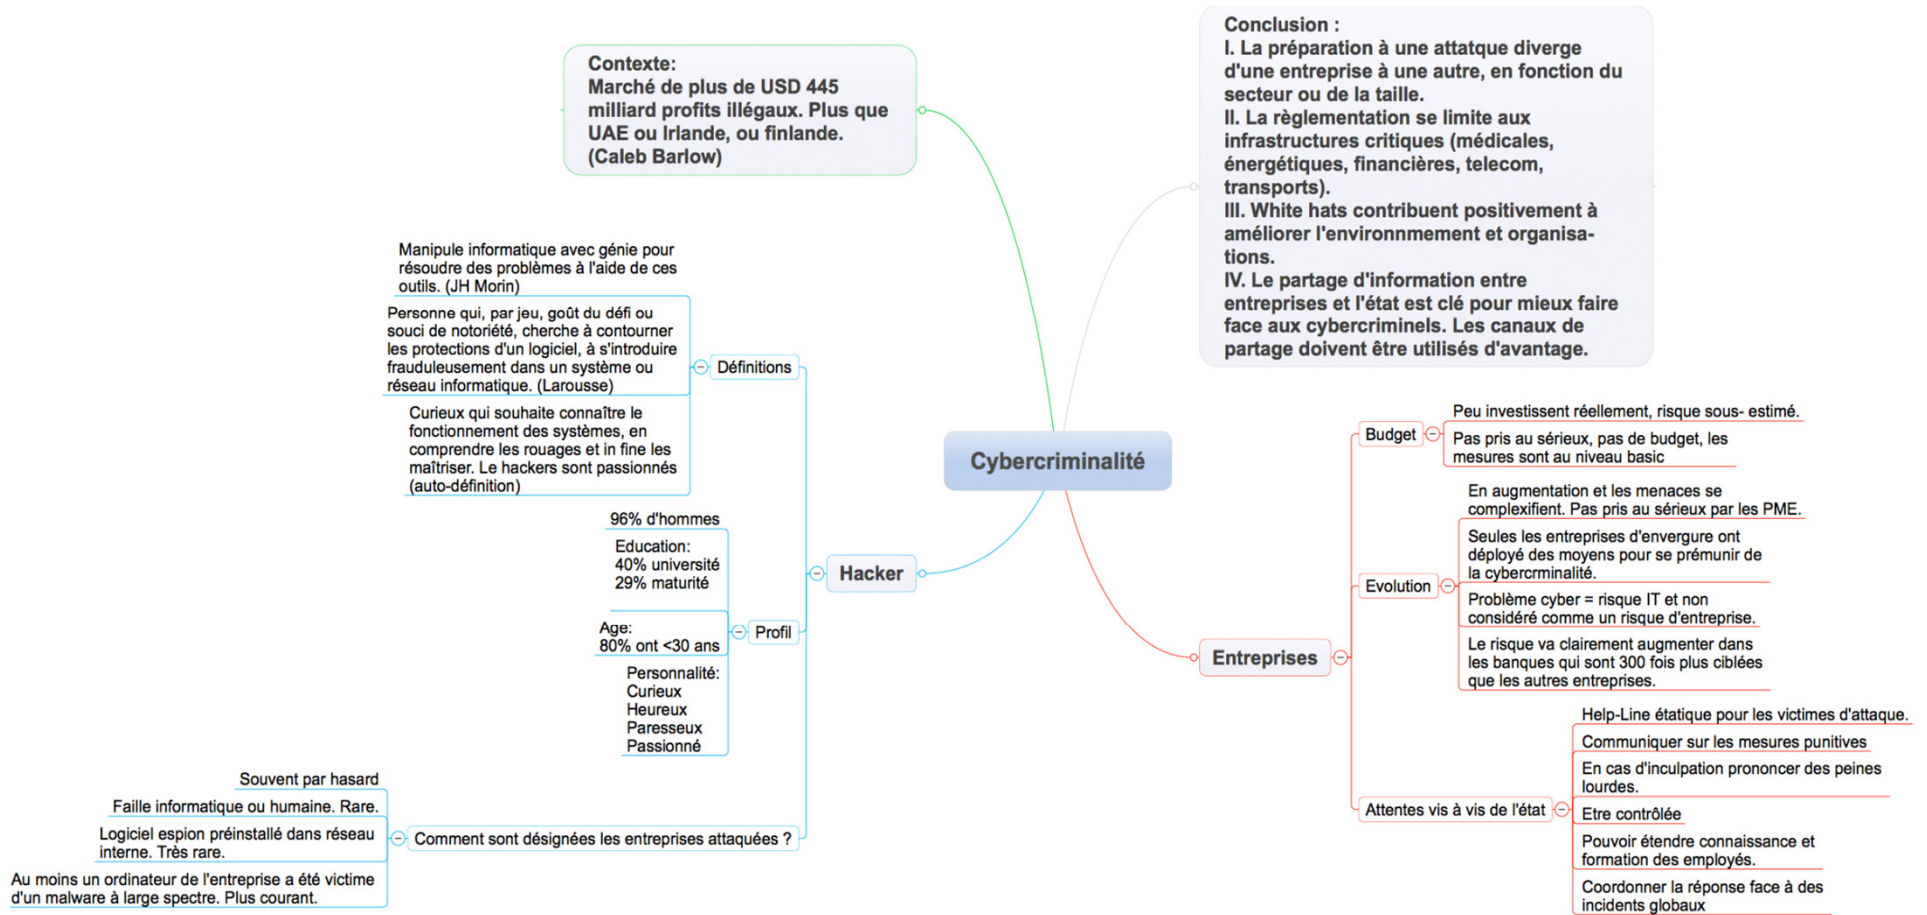 Contexte:
Marché de plus de USD 445
milliard profits illégaux. Plus que
UAE ou Irlande, ou finlande.
(Caleb Barlow)
Conclusion :
I. La préparation à une attatque diverge
d'une entreprise à une autre, en fonction du
secteur ou de la taille.
II. La règlementation se limite aux
infrastructures critiques (médicales,
énergétiques, financières, telecom,
transports).
III. White hats contribuent positivement à
améliorer l'environnmement et organisa-
tions.
IV. Le partage d'information entre
entreprises et l'état est clé pour mieux faire
face aux cybercriminels. Les canaux de
partage doivent être utilisés d'avantage.
Cybercriminalité
Hacker
Définitions
Manipule informatique avec génie pour
résoudre des problèmes à l'aide de ces
outils. (JH Morin)
Personne qui, par jeu, goût du défi ou
souci de notoriété, cherche à contourner
les protections d'un logiciel, à s'introduire
frauduleusement dans un système ou
réseau informatique. (Larousse)
Curieux qui souhaite connaître le
fonctionnement des systèmes, en
comprendre les rouages et in fine les
maîtriser. Le hackers sont passionnés
(auto-définition)
Profil
96% d'hommes
Education:
40% université
29% maturité
Age:
80% ont <30 ans
Personnalité:
Curieux
Heureux
Paresseux
Passionné
Comment sont désignées les entreprises attaquées ?
Souvent par hasard
Faille informatique ou humaine. Rare.
Logiciel espion préinstallé dans réseau
interne. Très rare.
Au moins un ordinateur de l'entreprise a été victime
d'un malware à large spectre. Plus courant.
Entreprises
Budget
Peu investissent réellement, risque sous- estimé.
Pas pris au sérieux, pas de budget, les
mesures sont au niveau basic
Evolution
En augmentation et les menaces se
complexifient. Pas pris au sérieux par les PME.
Seules les entreprises d'envergure ont
déployé des moyens pour se prémunir de
la cybercrminalité.
Problème cyber = risque IT et non
considéré comme un risque d'entreprise.
Le risque va clairement augmenter dans
les banques qui sont 300 fois plus ciblées
que les autres entreprises.
Attentes vis à vis de l'état
Help-Line étatique pour les victimes d'attaque.
Communiquer sur les mesures punitives
En cas d'inculpation prononcer des peines
lourdes.
Etre contrôlée
Pouvoir étendre connaissance et
formation des employés.
Coordonner la réponse face à des
incidents globaux